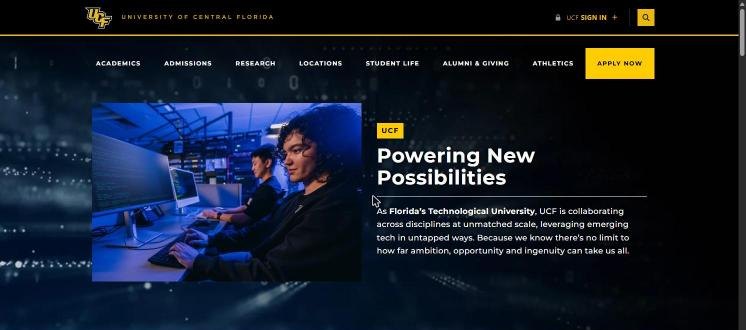 UCF
UNIVERSITY OF CENTRAL FLORIDA
UCF SIGN IN +
ACADEMICS ADMISSIONS RESEARCH LOCATIONS STUDENT LIFE ALUMNI & GIVING ATHLETICS APPLY NOW
UCF
Powering New
Possibilities
As Florida's Technological University, UCF is collaborating
across disciplines at unmatched scale, leveraging emerging
tech in untapped ways. Because we know there's no limit to
how far ambition, opportunity and ingenuity can take us all.